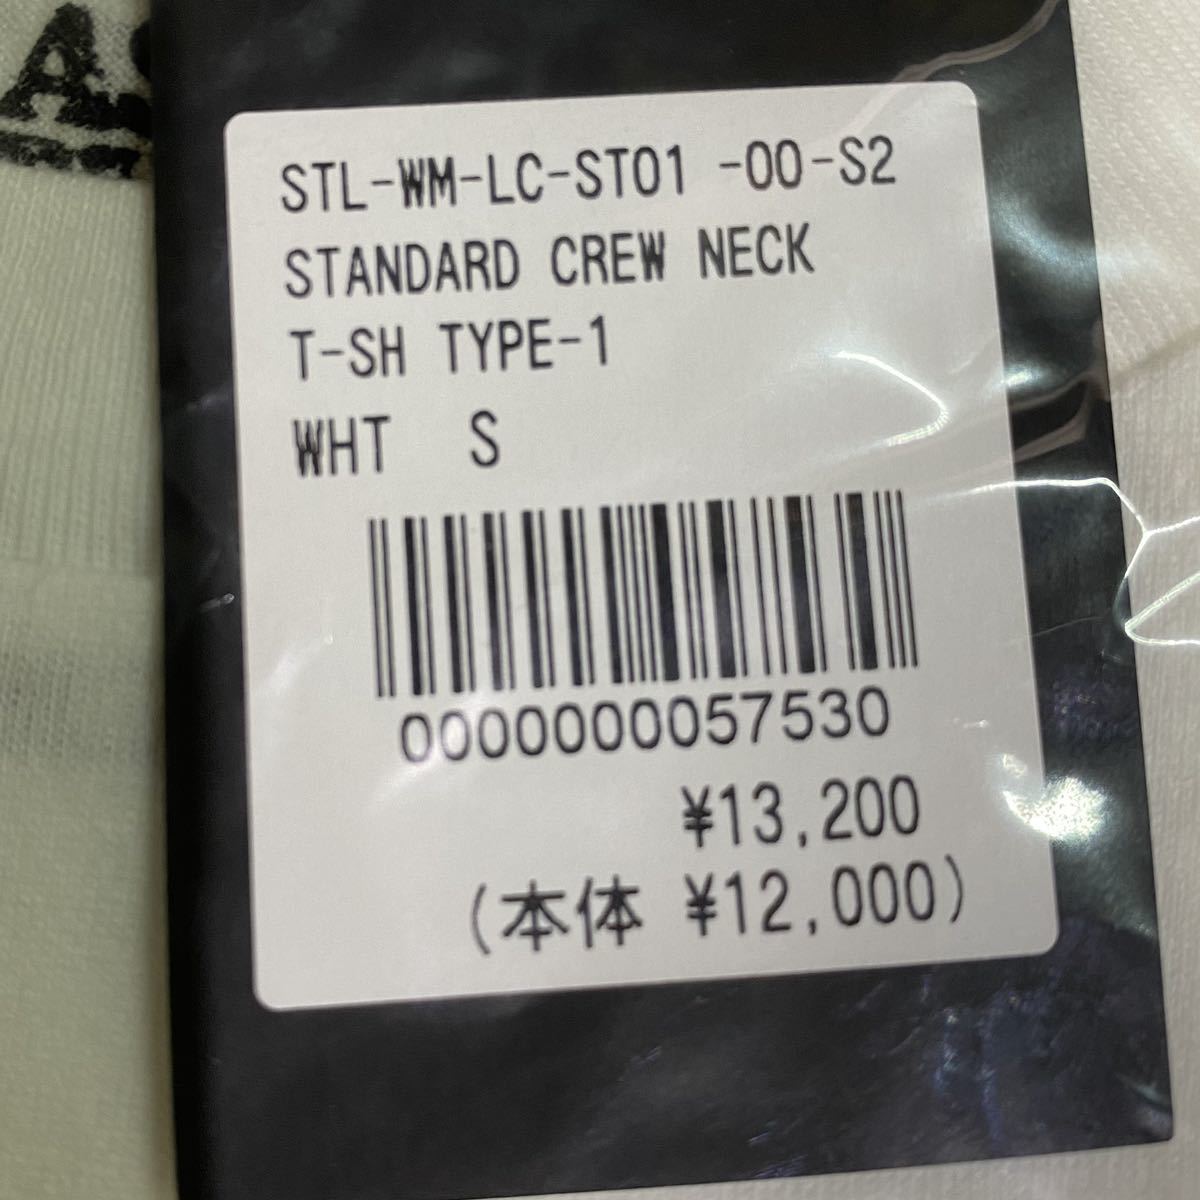 STL-WM-LC-ST01 -00-S2
STANDARD CREW NECK
T-SH TYPE-1
WHT S
0000000057530
¥13,200
(本体 ¥12,000)